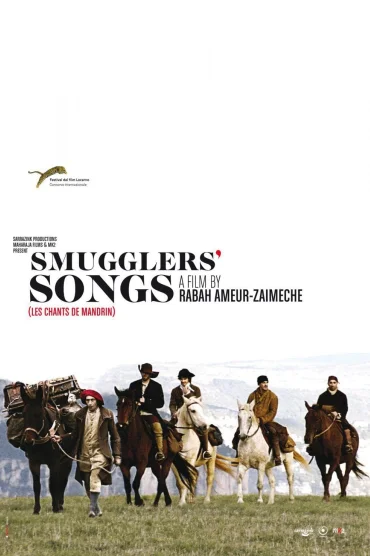 Festival del film Locarno
Concorso internazionale
SARRAZINK PRODUCTIONS
MAHARAJA FILMS & MK2
PRESENT
SMUGGLERS'
SONGS
A FILM BY
RABAH AMEUR-ZAIMECHE
(LES CHANTS DE MANDRIN)